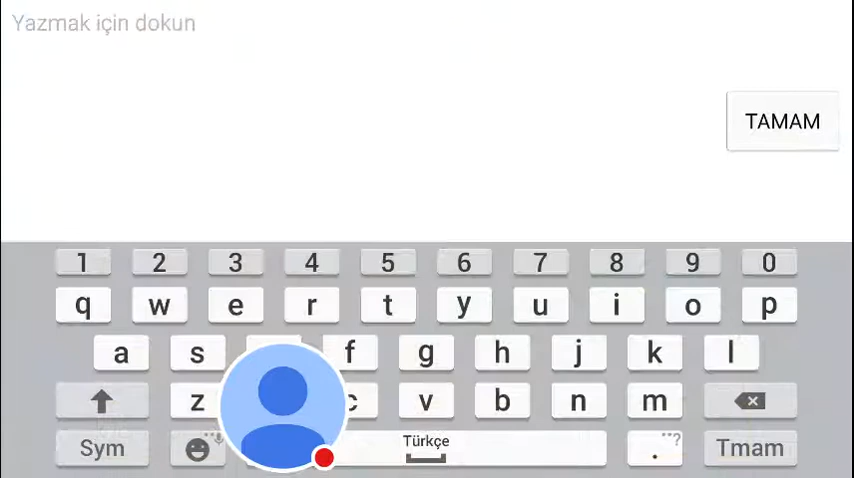 Yazmak için dokun
TAMAM
1 2 3 4 5 6 7 8 9 0
q w e r t y u i o p
a s f g h j k l
z c v b n m
Sym Türkçe . ? Tmam